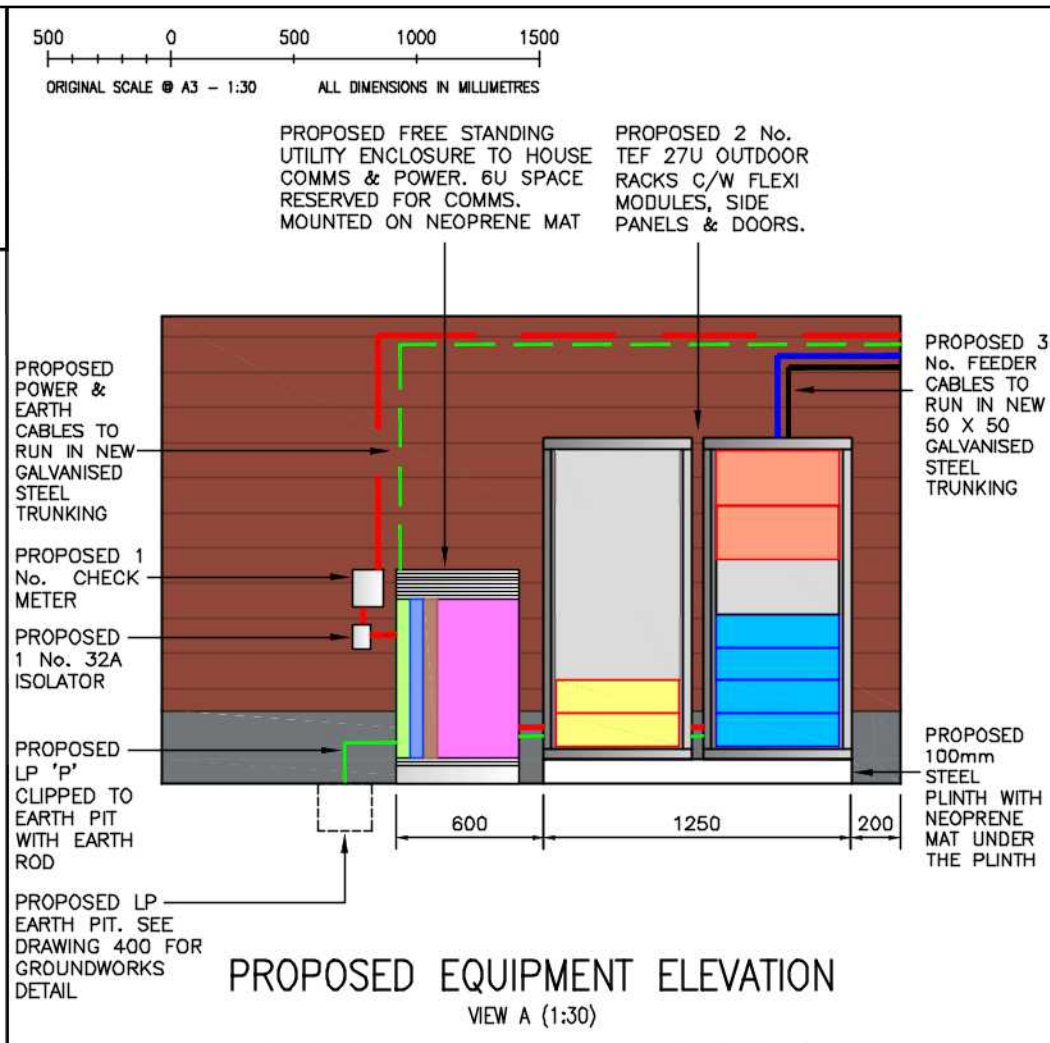 500 0 500 1000 1500
ORIGINAL SCALE @ A3 - 1:30 ALL DIMENSIONS IN MILLIMETRES
PROPOSED FREE STANDING
UTILITY ENCLOSURE TO HOUSE
COMMS & POWER. 6U SPACE
RESERVED FOR COMMS.
MOUNTED ON NEOPRENE MAT
PROPOSED 2 No.
TEF 27U OUTDOOR
RACKS C/W FLEXI
MODULES, SIDE
PANELS & DOORS.
PROPOSED
POWER &
EARTH
CABLES TO
RUN IN NEW
GALVANISED
STEEL
TRUNKING
PROPOSED 1
No. CHECK
METER
PROPOSED
1 No. 32A
ISOLATOR
PROPOSED
LP 'P'
CLIPPED TO
EARTH PIT
WITH EARTH
ROD
PROPOSED LP
EARTH PIT. SEE
DRAWING 400 FOR
GROUNDWORKS
DETAIL
PROPOSED 3
No. FEEDER
CABLES TO
RUN IN NEW
50 X 50
GALVANISED
STEEL
TRUNKING
PROPOSED
100mm
STEEL
PLINTH WITH
NEOPRENE
MAT UNDER
THE PLINTH
600 1250 200
PROPOSED EQUIPMENT ELEVATION
VIEW A (1:30)